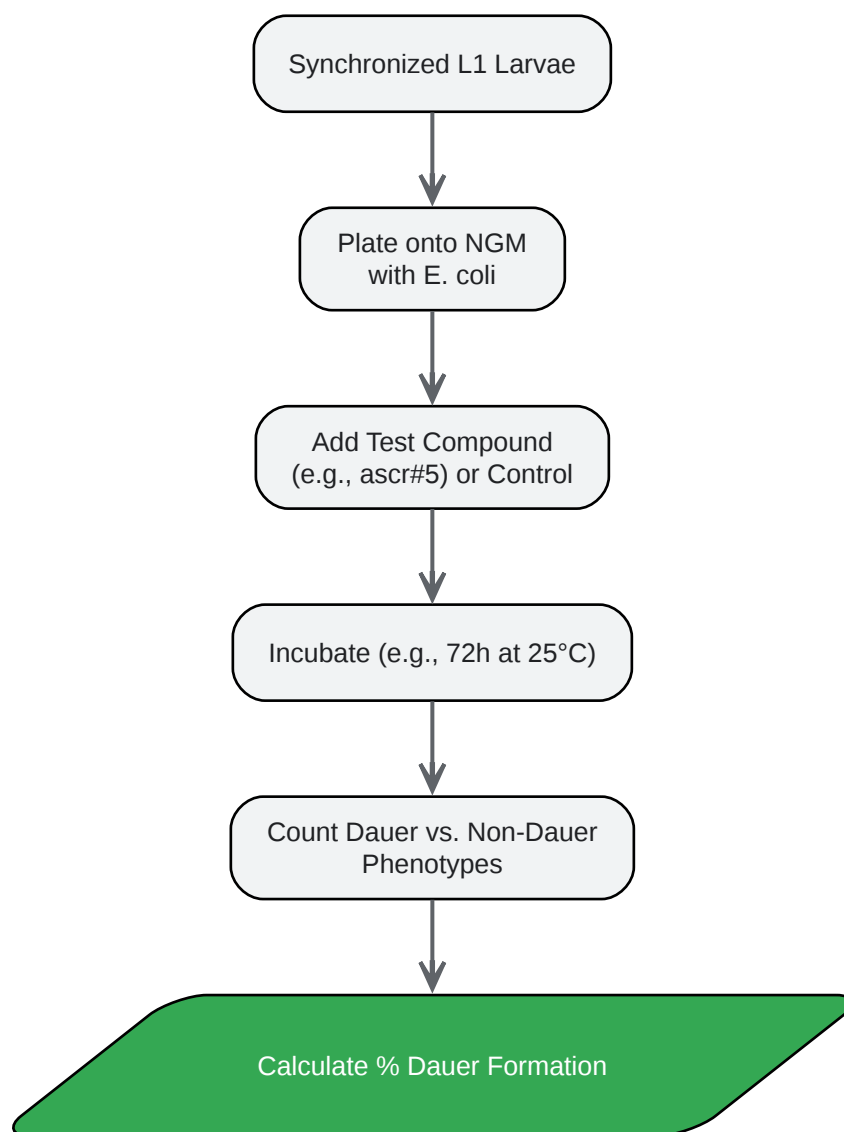 Synchronized L1 Larvae
Plate onto NGM
with E. coli
Add Test Compound
(e.g., ascr#5) or Control
Incubate (e.g., 72h at 25°C)
Count Dauer vs. Non-Dauer
Phenotypes
Calculate % Dauer Formation